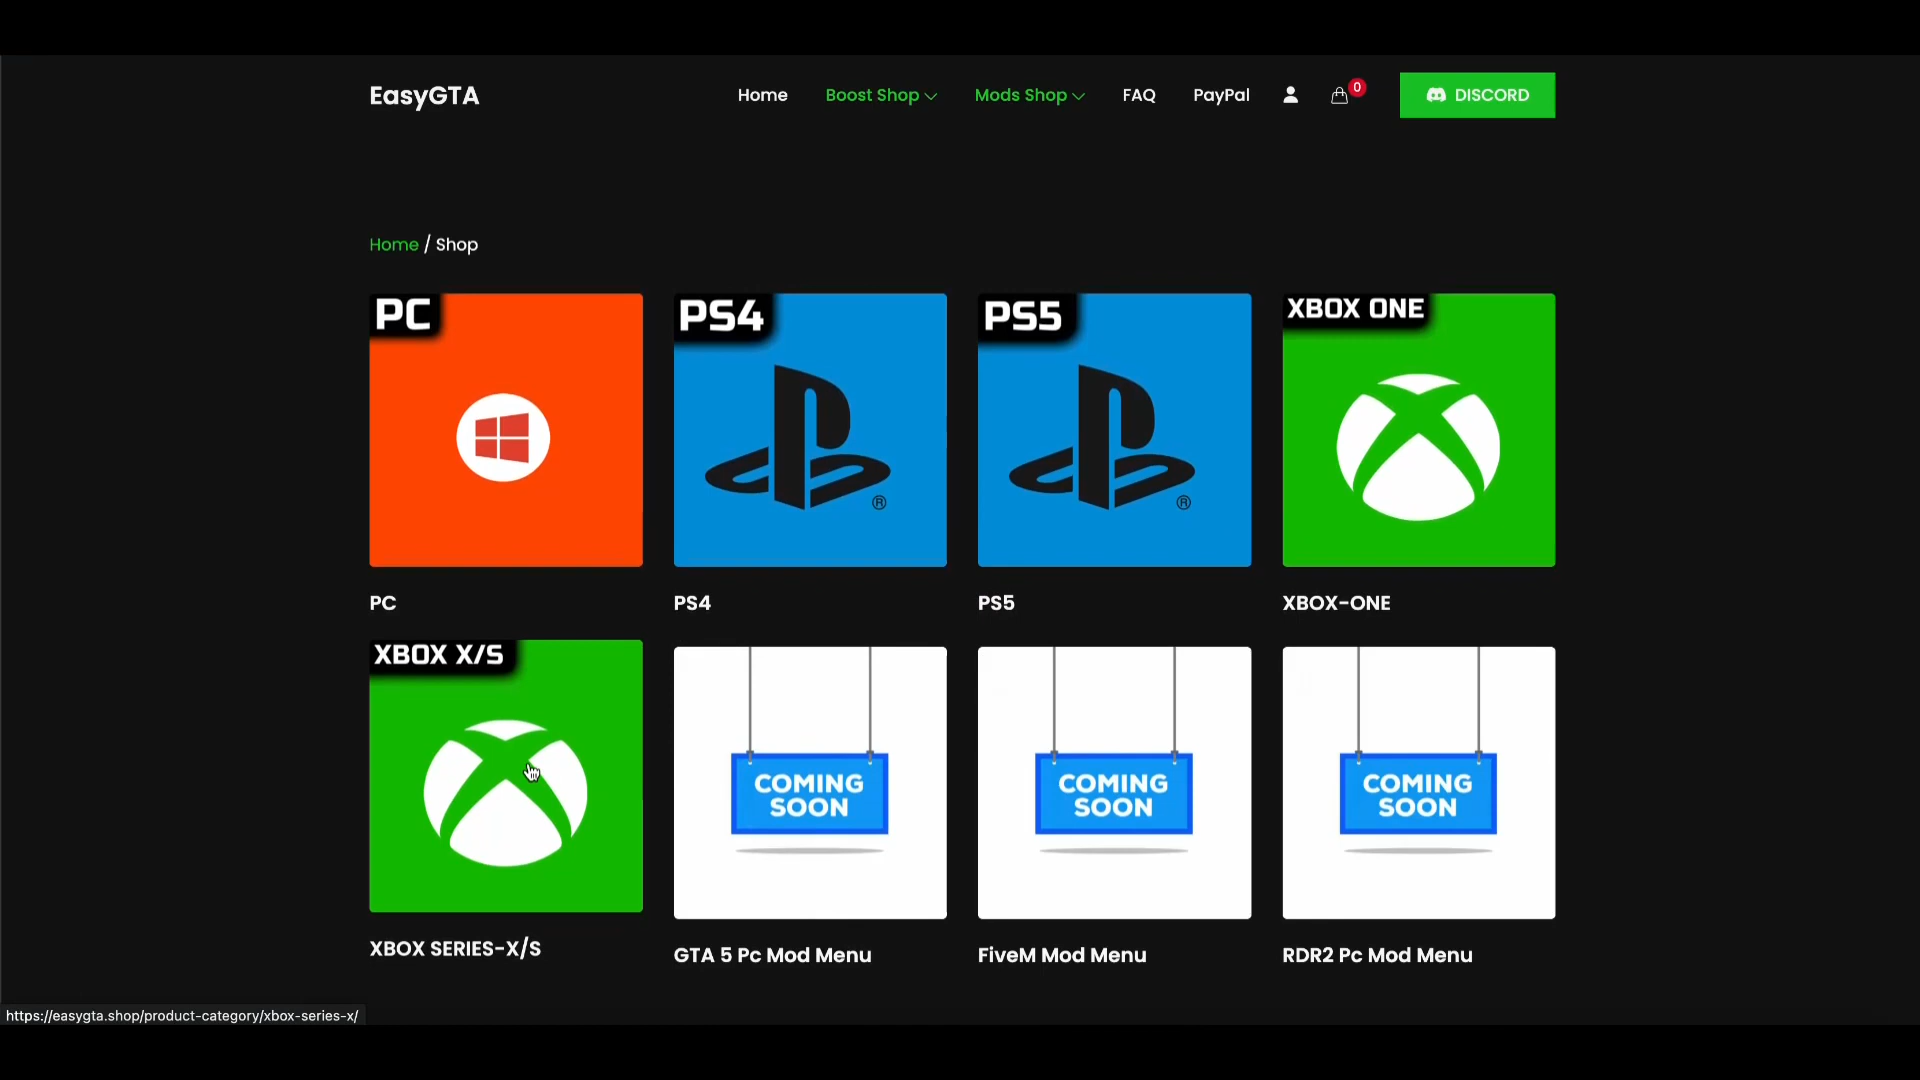 EasyGTA
Home Boost Shop Mods Shop FAQ PayPal 0 DISCORD
Home / Shop
PC
PS4
PS5
XBOX ONE
®
®
PC
PS4
PS5
XBOX-ONE
XBOX X/S
COMING
SOON
COMING
SOON
COMING
SOON
XBOX SERIES-X/S
GTA 5 Pc Mod Menu
FiveM Mod Menu
RDR2 Pc Mod Menu
https://easygta.shop/product-category/xbox-series-x/